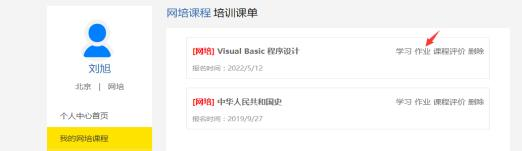 网培课程 培训课单
刘旭
北京 | 网培
个人中心首页
我的网培课程
[网培] Visual Basic 程序设计 学习 作业 课程评价 删除
报名时间：2022/5/12
[网培] 中华人民共和国史 学习 作业 课程评价 删除
报名时间：2019/9/27